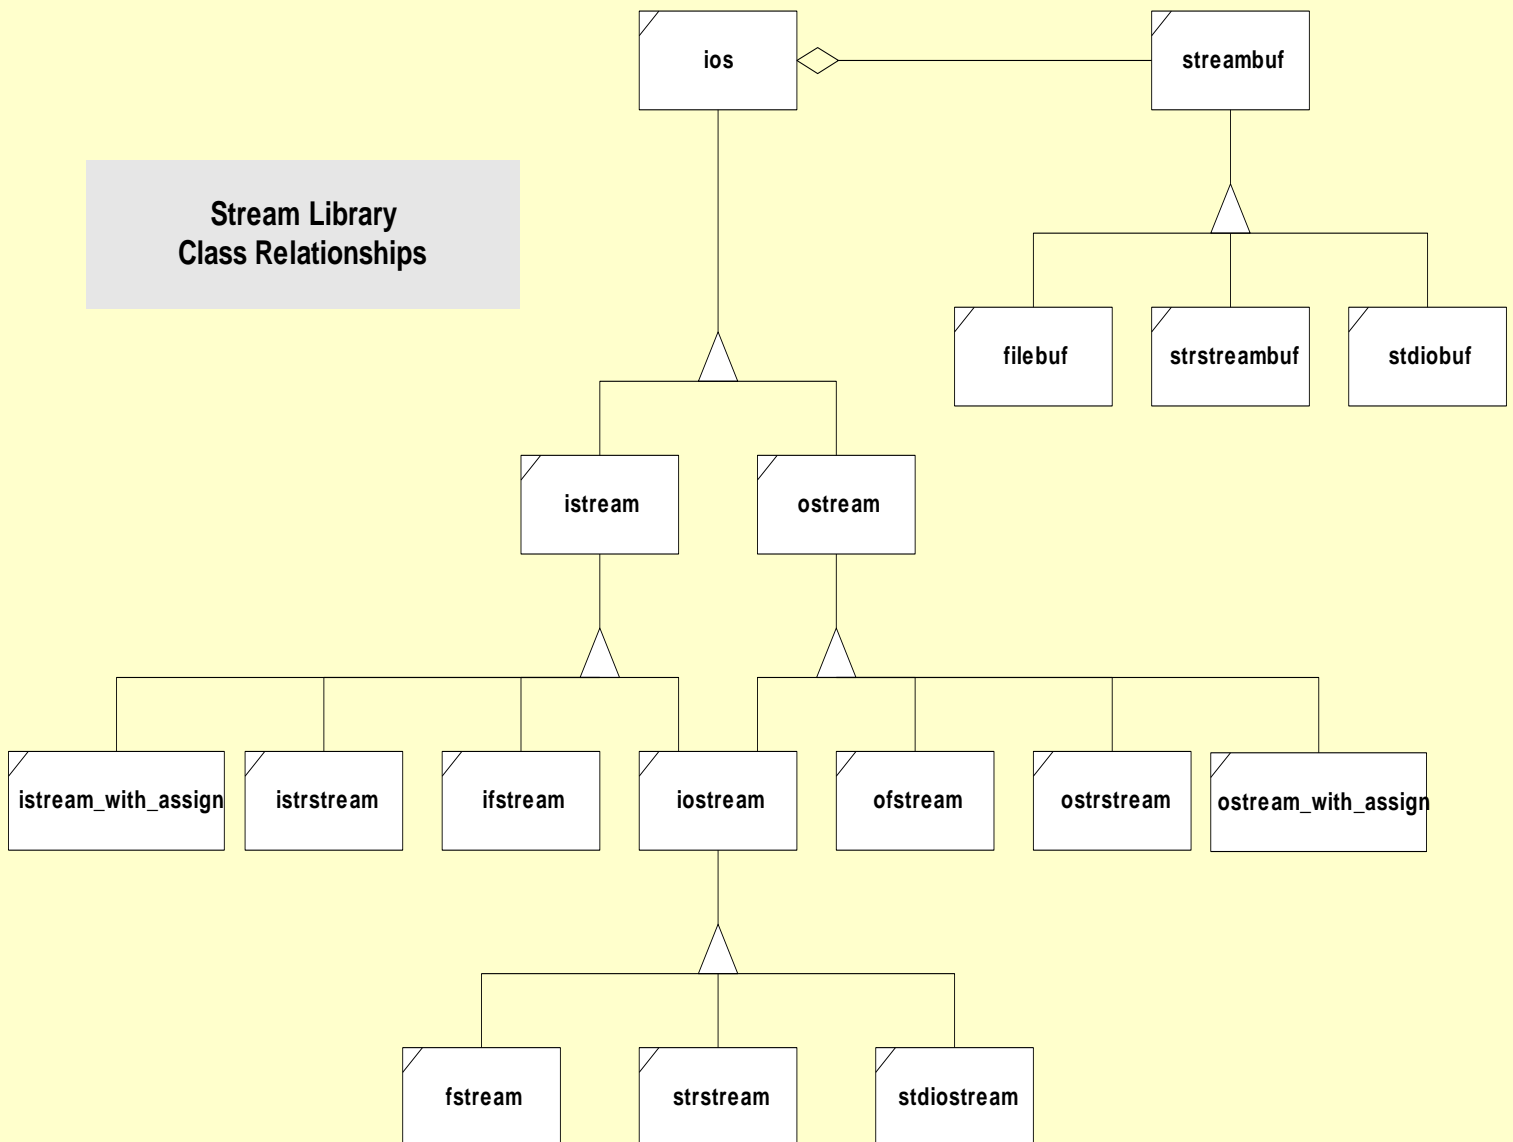 ios
streambuf
Stream Library
Class Relationships
filebuf
strstreambuf
stdiobuf
istream
ostream
istream_with_assign
istrstream
ifstream
iostream
ofstream
ostrstream
ostream_with_assign
fstream
strstream
stdiostream